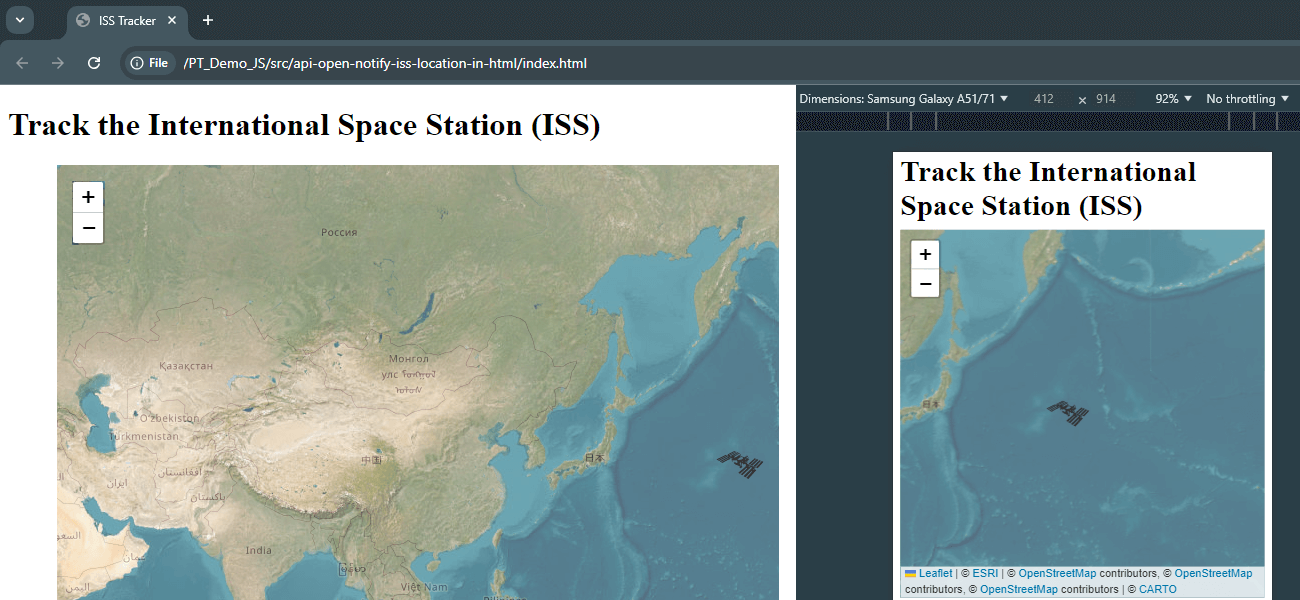 ISS Tracker
File
/PT_Demo_JS/src/api-open-notify-iss-location-in-html/index.html
Track the International Space Station (ISS)
+
−
Россия
Қазақстан
Монгол
улс
O'zbekiston
Türkmenistan
افغانستان
ایران
پاکستان
中国
日本
India
Việt Nam
عمان
اليمن
Dimensions: Samsung Galaxy A51/71
412 × 914
92%
No throttling
Track the International
Space Station (ISS)
+
−
日本
Leaflet | © ESRI | © OpenStreetMap contributors, © OpenStreetMap
contributors, © OpenStreetMap contributors | © CARTO